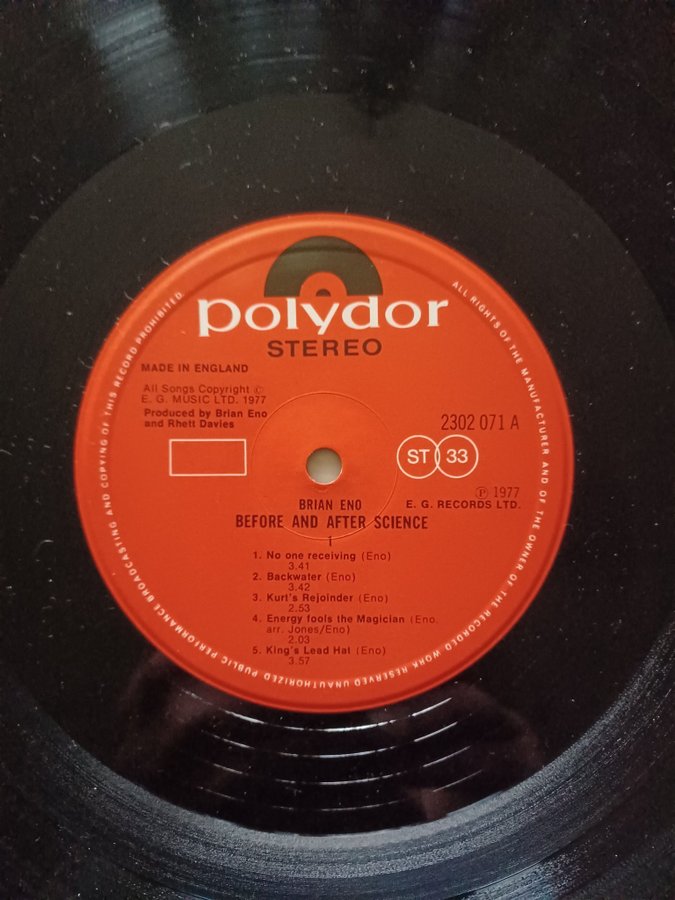 polydor
STEREO
MADE IN ENGLAND
All Songs Copyright ©
E. G. MUSIC LTD. 1977
Produced by Brian Eno
and Rhett Davies
2302 071 A
ST 33
℗ 1977
E. G. RECORDS LTD.
BRIAN ENO
BEFORE AND AFTER SCIENCE
1
1. No one receiving (Eno)
3.41
2. Backwater (Eno)
3.42
3. Kurt's Rejoinder (Eno)
2.53
4. Energy fools the Magician (Eno.
arr. Jones/Eno)
2.03
5. King's Lead Hat (Eno)
3.57
ALL RIGHTS OF THE MANUFACTURER AND OF THE OWNER OF THE RECORDED WORK RESERVED UNAUTHORIZED PUBLIC PERFORMANCE BROADCASTING AND COPYING OF THIS RECORD PROHIBITED